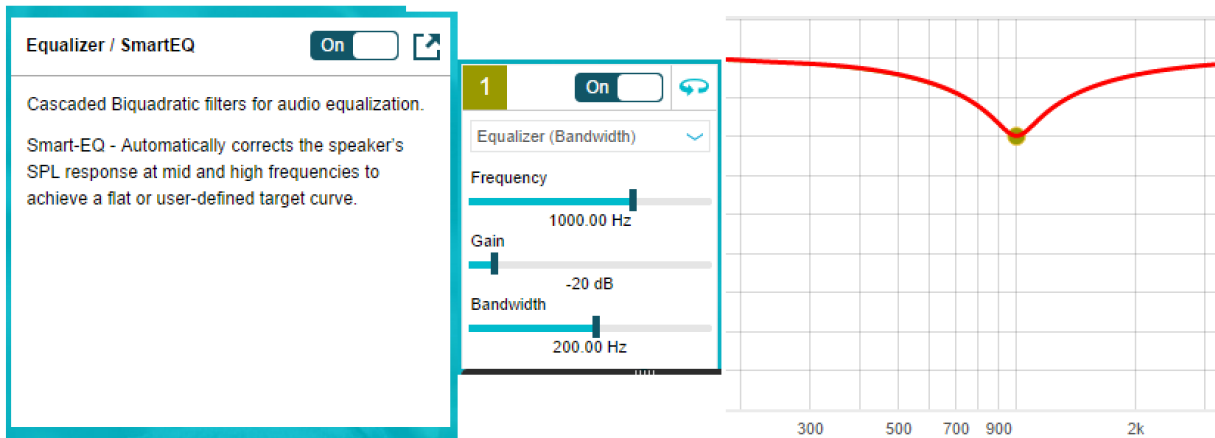 Equalizer / SmartEQ
On
Cascaded Biquadratic filters for audio equalization.
Smart-EQ - Automatically corrects the speaker's
SPL response at mid and high frequencies to
achieve a flat or user-defined target curve.
1
On
Equalizer (Bandwidth)
Frequency
1000.00 Hz
Gain
-20 dB
Bandwidth
200.00 Hz
300 500 700 900 2k